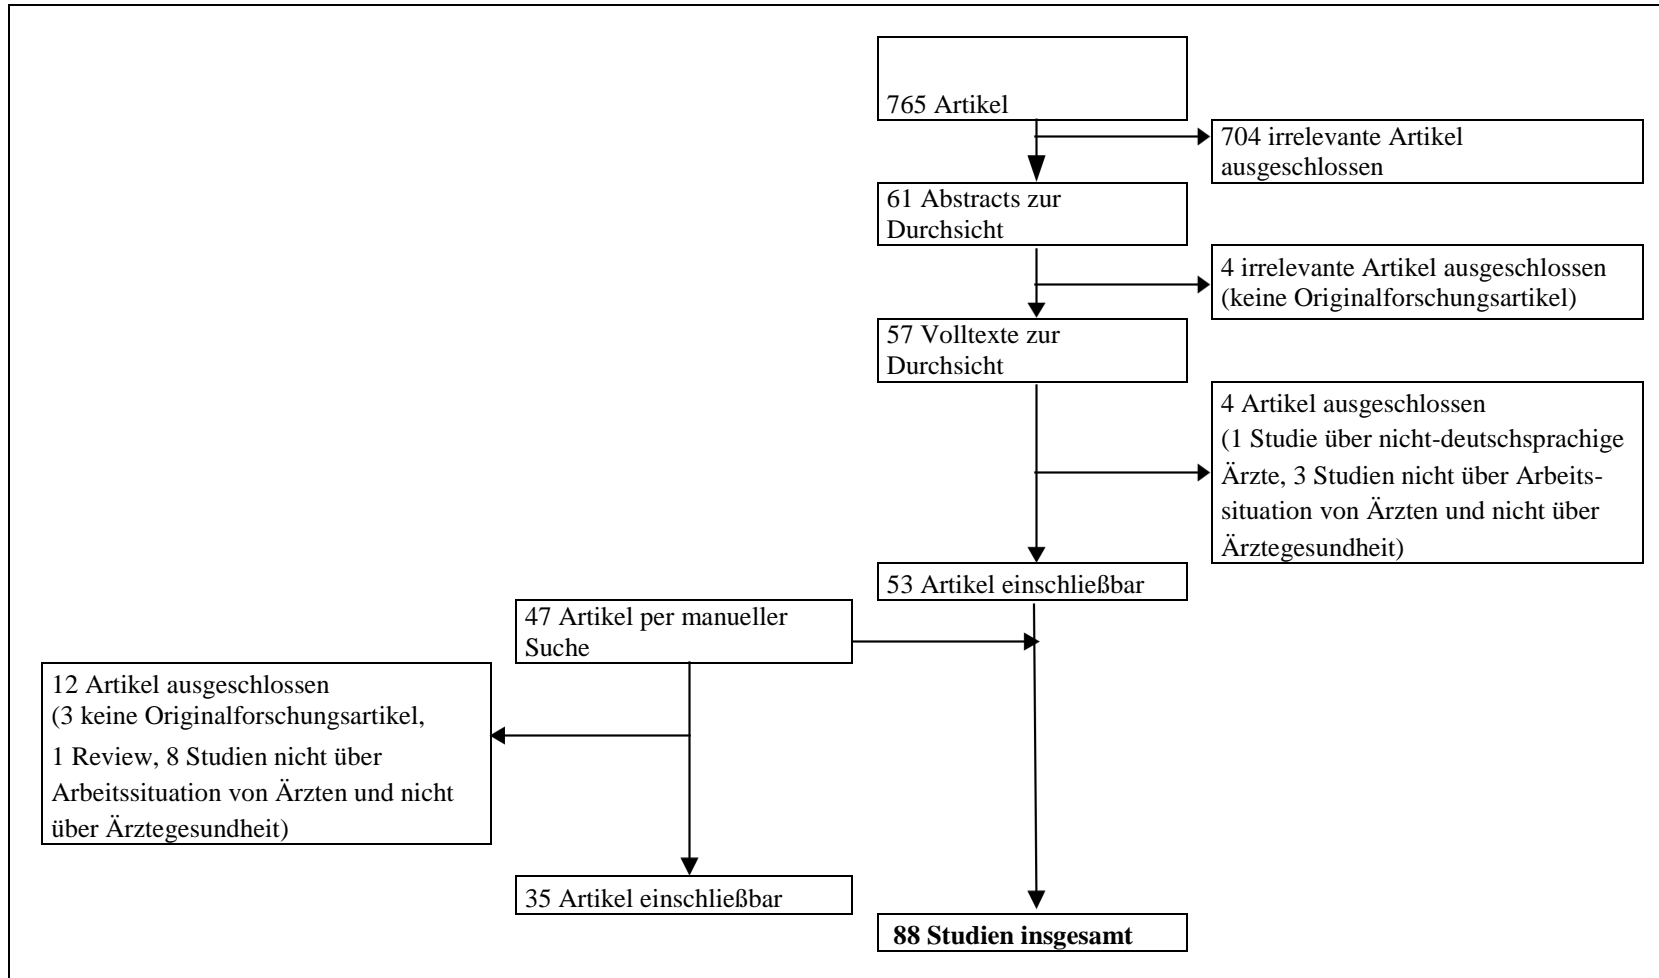 765 Artikel
704 irrelevante Artikel
ausgeschlossen
61 Abstracts zur
Durchsicht
4 irrelevante Artikel ausgeschlossen
(keine Originalforschungsartikel)
57 Volltexte zur
Durchsicht
4 Artikel ausgeschlossen
(1 Studie über nicht-deutschsprachige
Ärzte, 3 Studien nicht über Arbeits-
situation von Ärzten und nicht über
Ärztegesundheit)
53 Artikel einschließbar
47 Artikel per manueller
Suche
12 Artikel ausgeschlossen
(3 keine Originalforschungsartikel,
1 Review, 8 Studien nicht über
Arbeitssituation von Ärzten und nicht
über Ärztegesundheit)
35 Artikel einschließbar
88 Studien insgesamt